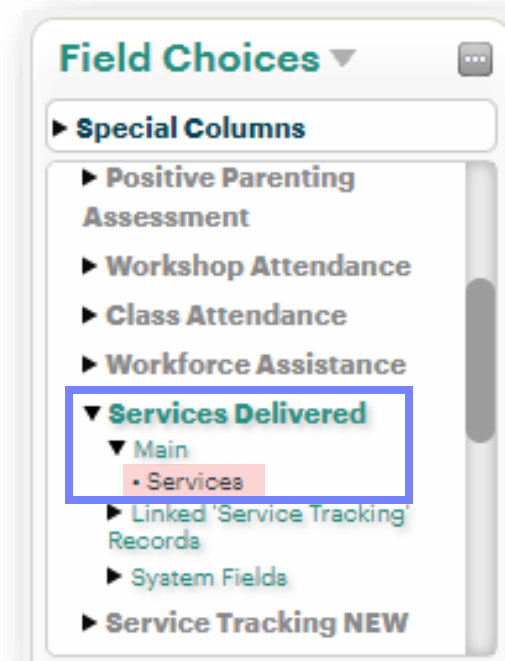 Field Choices
Special Columns
Positive Parenting
Assessment
Workshop Attendance
Class Attendance
Workforce Assistance
Services Delivered
Main
• Services
Linked 'Service Tracking'
Records
System Fields
Service Tracking NEW